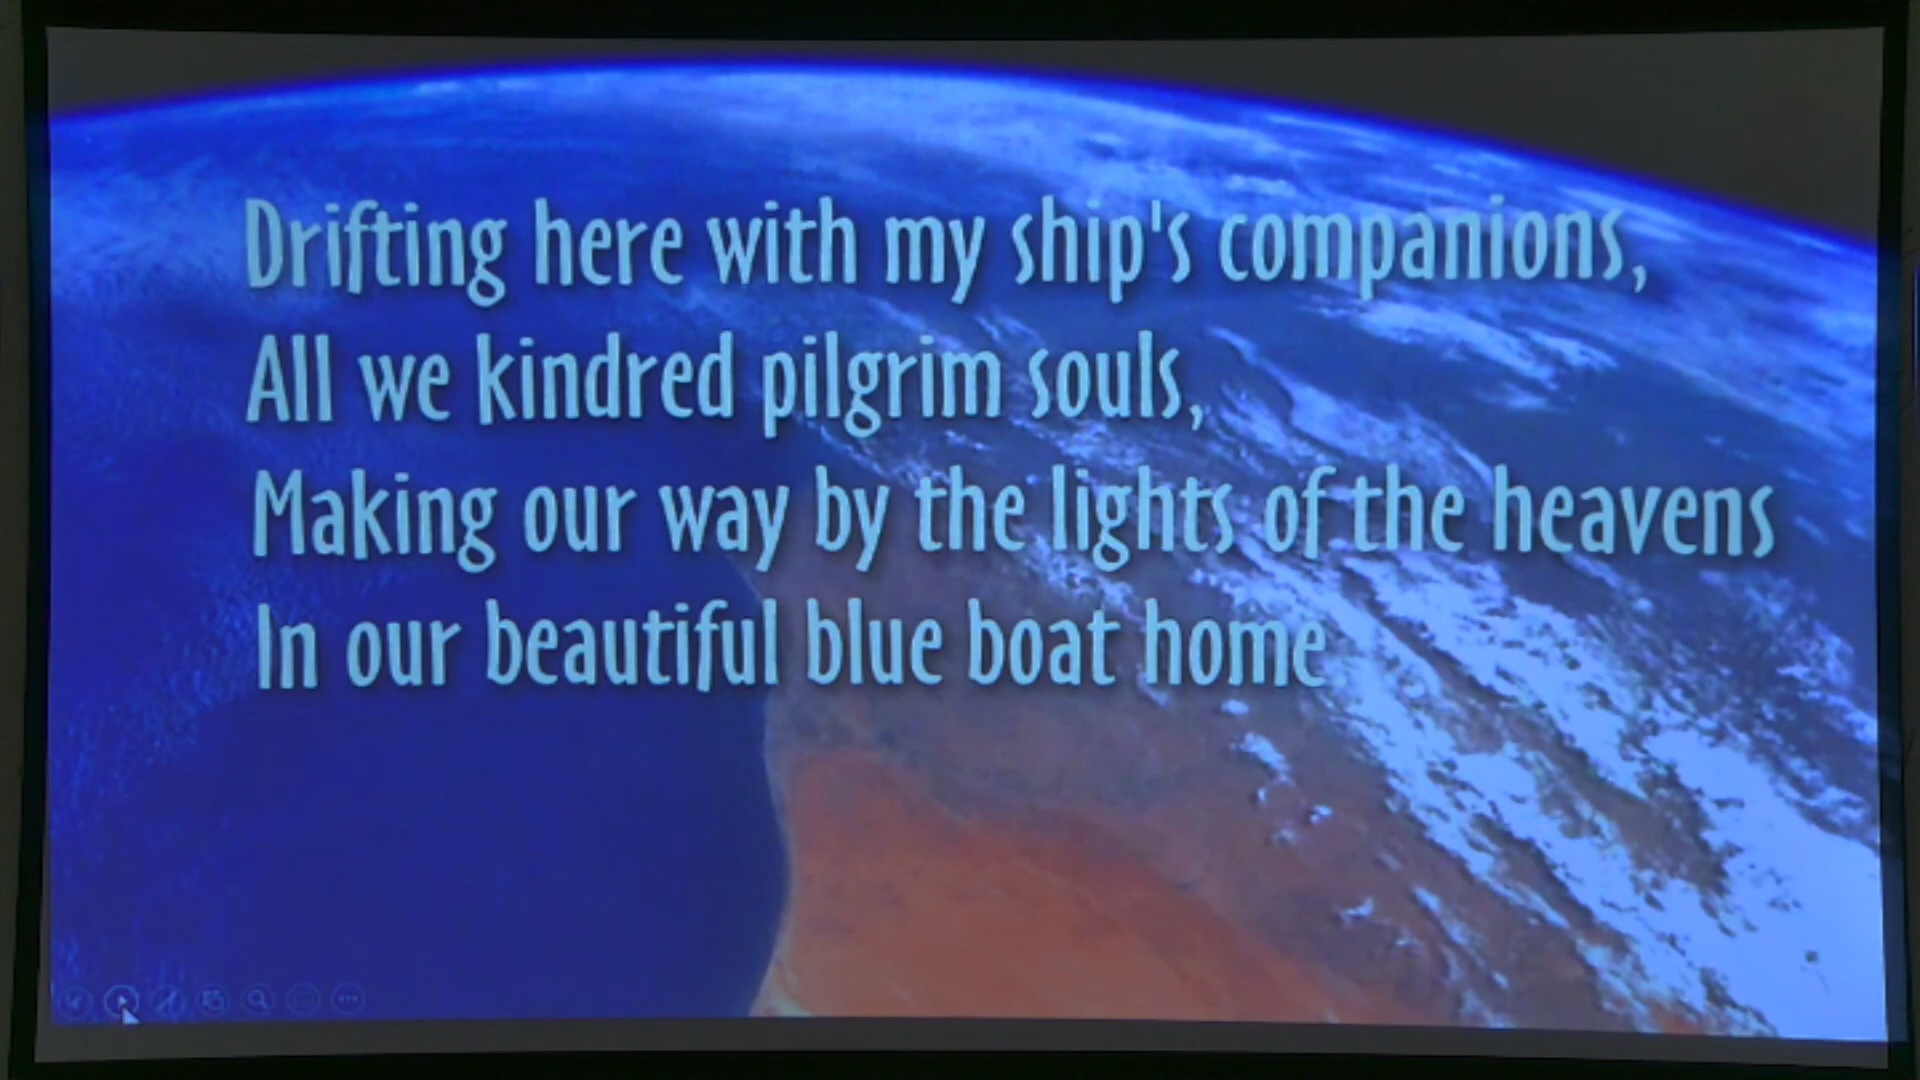 Drifting here with my ship's companions,
All we kindred pilgrim souls,
Making our way by the lights of the heavens
In our beautiful blue boat home